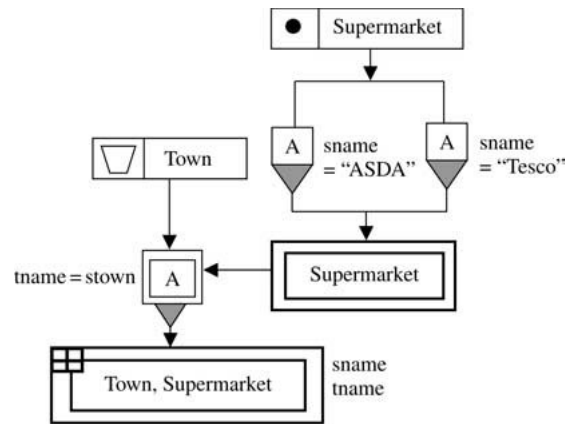 Supermarket
A
sname
= “ASDA”
A
sname
= “Tesco”
Town
tname = stown
A
Supermarket
Town, Supermarket
sname
tname